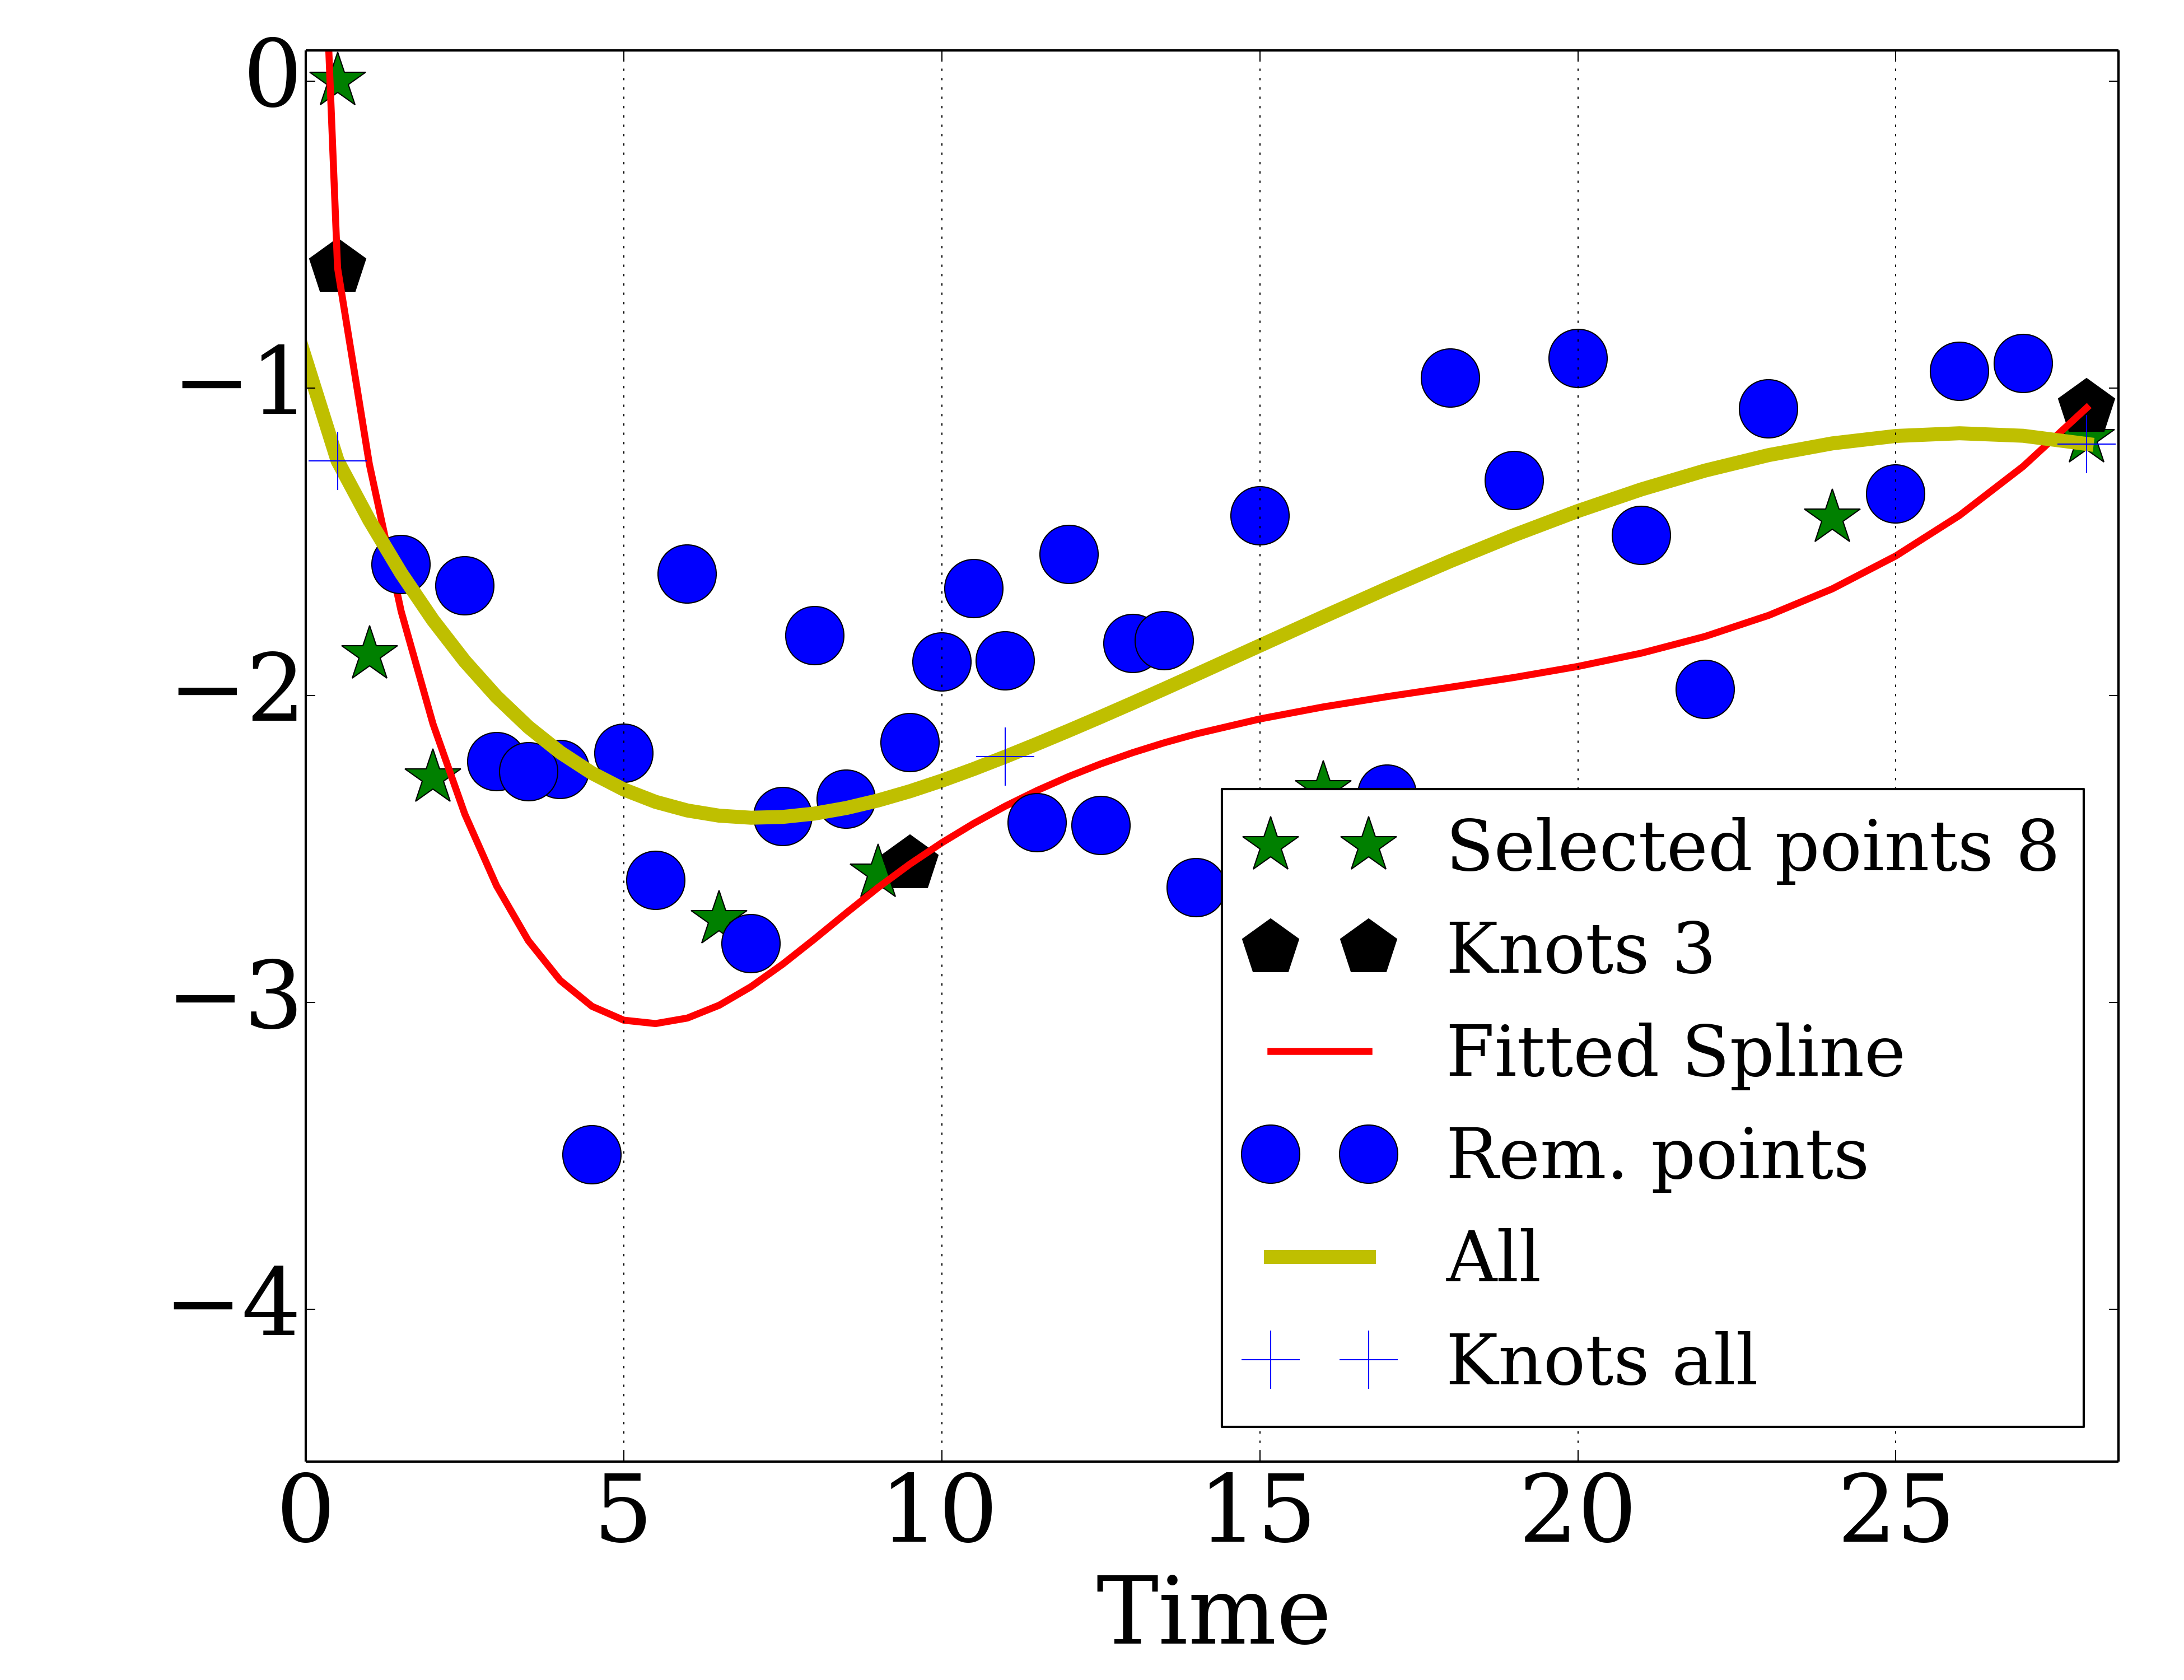 0
−1
−2
−3
−4
0 5 10 15 20 25
Time
Selected points 8
Knots 3
Fitted Spline
Rem. points
All
Knots all